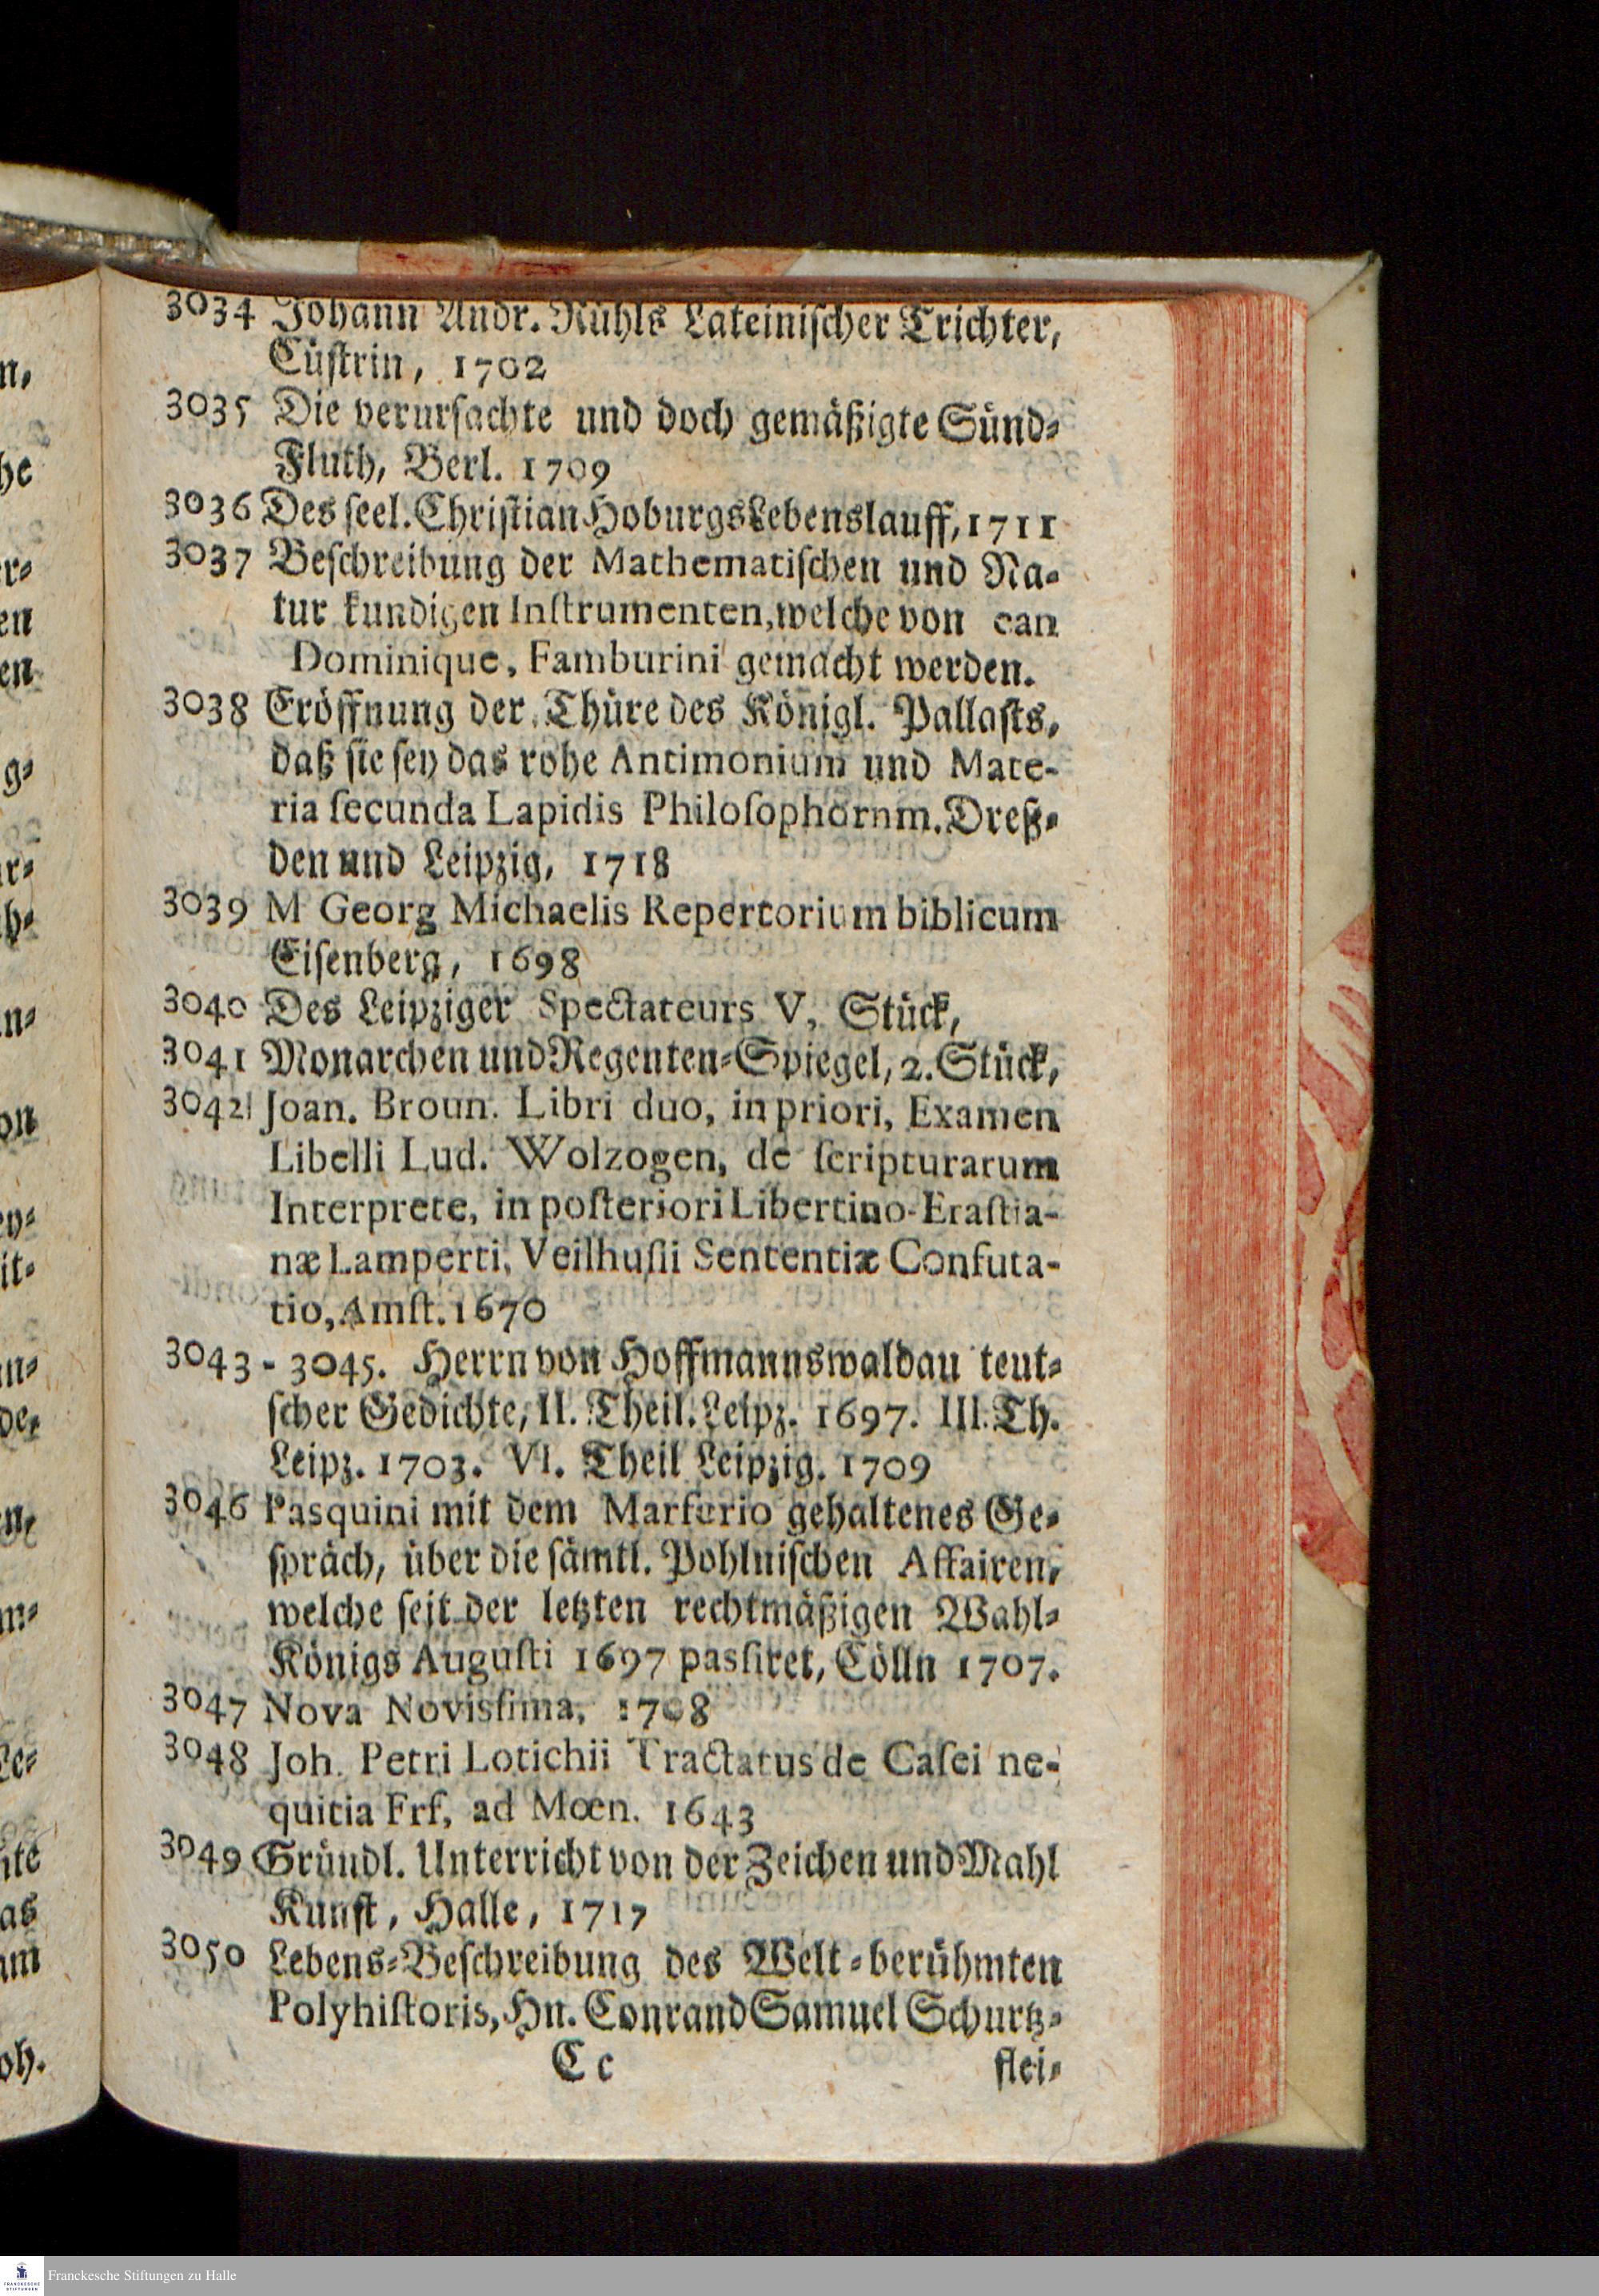 3034 Johann Andr. Rühls Lateinischer Trichter,
Cüstrin, 1702
3035 Die verursachte und doch gemäßigte Sünd-
Fluth, Berl. 1709
3036 Des seel. Christian Hoburgs Lebenslauff, 1711
3037 Beschreibung der Mathematischen und Na-
tur kundigen Instrumenten, welche von can
Dominique, Famburini gemacht werden.
3038 Eröffnung der Thüre des Königl. Pallasts,
daß sie sey das rohe Antimonium und Mate-
ria secunda Lapidis Philosophornm. Dreß-
den und Leipzig, 1718
3039 M Georg Michaelis Repertorium biblicum
Eisenberg, 1698
3040 Des Leipziger Spectateurs V, Stück,
3041 Monarchen und Regenten-Spiegel, 2. Stück,
3042 Joan. Broun. Libri duo, in priori, Examen
Libelli Lud. Wolzogen, de scripturarum
Interprete, in posteriori Libertino-Erastia-
næ Lamperti, Veilhusii Sententiæ Confuta-
tio, Amst. 1670
3043 - 3045. Herrn von Hoffmannswaldau teut-
scher Gedichte, II. Theil. Leipz. 1697. III. Th.
Leipz. 1703. VI. Theil Leipzig. 1709
3046 Pasquini mit dem Marferio gehaltenes Ge-
spräch, über die sämtl. Pohlnischen Affairen,
welche seit der letzten rechtmäßigen Wahl-
Königs Augusti 1697 passiret, Cölln 1707.
3047 Nova Novissima, 1708
3048 Joh. Petri Lotichii Tractatus de Casei ne-
quitia Frf, ad Mœn. 1643
3049 Gründl. Unterricht von der Zeichen und Mahl
Kunst, Halle, 1717
3050 Lebens-Beschreibung des Welt-berühmten
Polyhistoris, Hn. Conrand Samuel Schurtz-
Cc flei-
Franckesche Stiftungen zu Halle